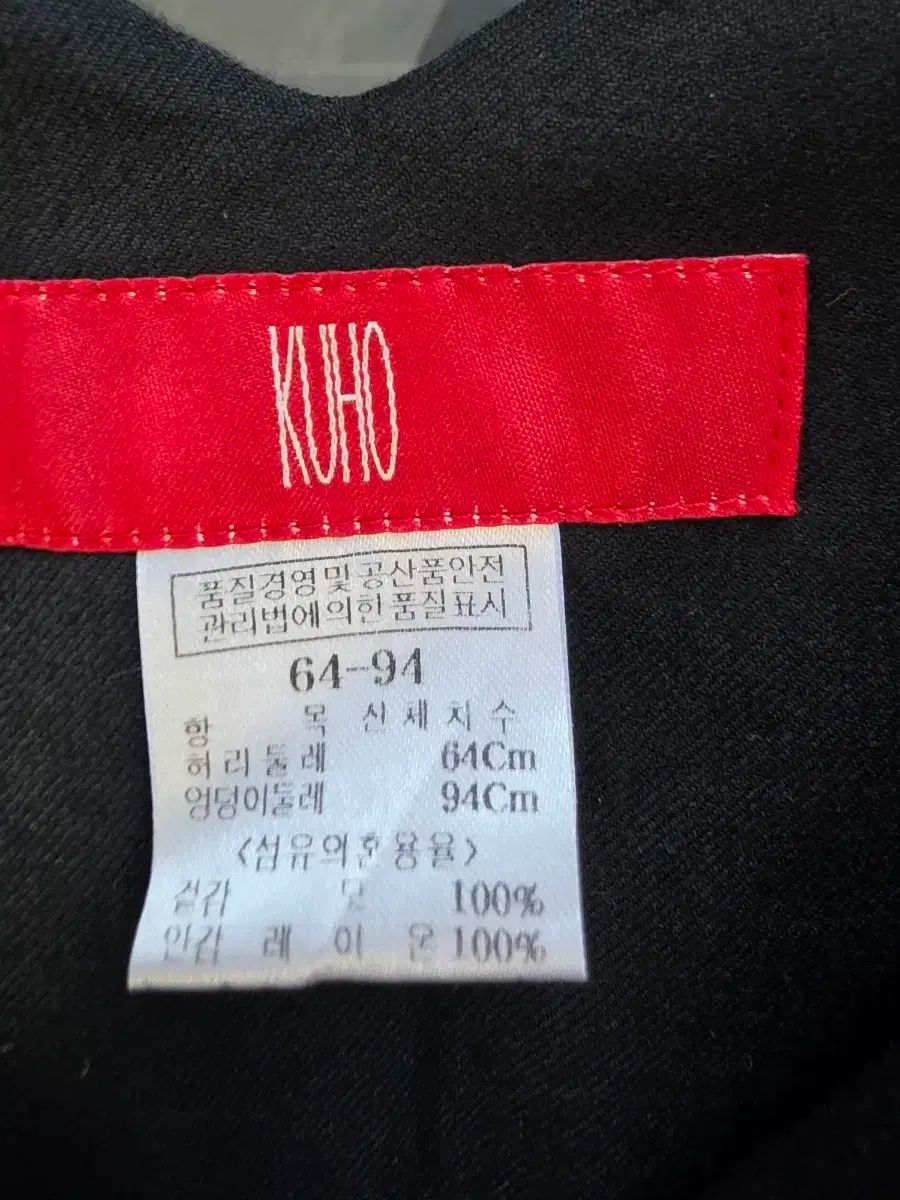 KUHO
품질경영및공산품안전
관리법에의한품질표시
64-94
항 목 신체치수
허리둘레 64Cm
엉덩이둘레 94Cm
<섬유의혼용율>
겉감 모 100%
안감 레이온 100%